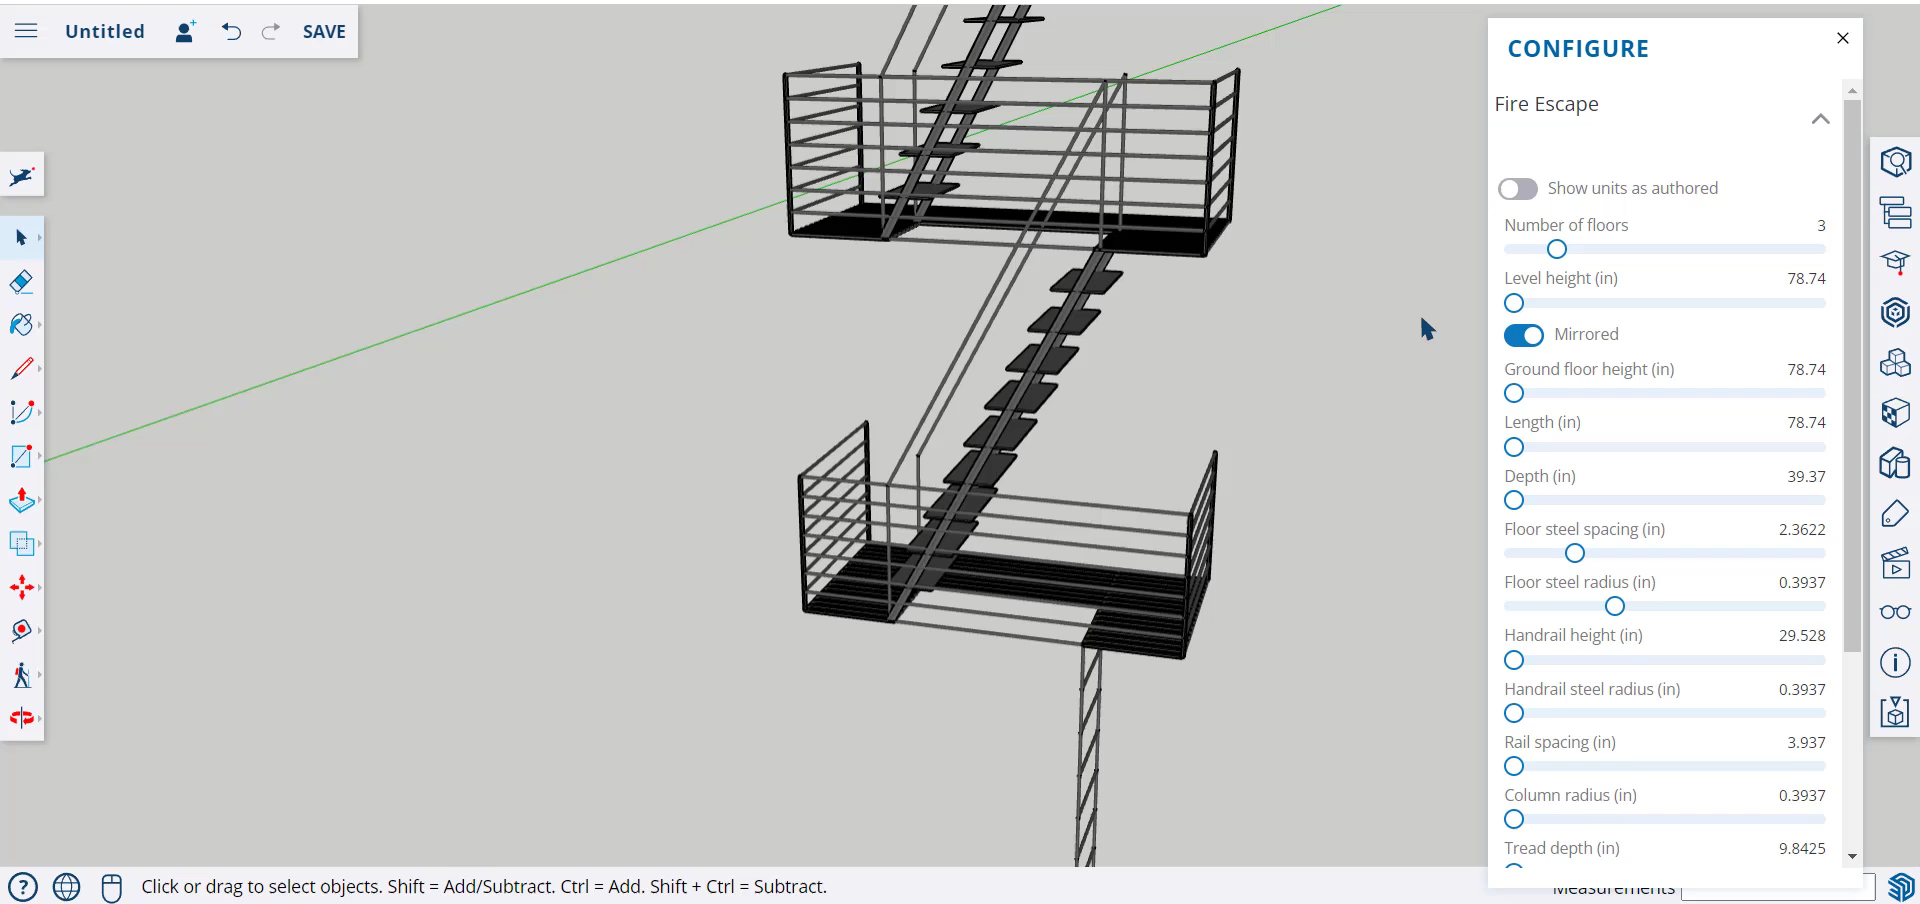 Untitled
SAVE
CONFIGURE
Fire Escape
Show units as authored
Number of floors 3
Level height (in) 78.74
Mirrored
Ground floor height (in) 78.74
Length (in) 78.74
Depth (in) 39.37
Floor steel spacing (in) 2.3622
Floor steel radius (in) 0.3937
Handrail height (in) 29.528
Handrail steel radius (in) 0.3937
Rail spacing (in) 3.937
Column radius (in) 0.3937
Tread depth (in) 9.8425
Click or drag to select objects. Shift = Add/Subtract. Ctrl = Add. Shift + Ctrl = Subtract.
Measurements